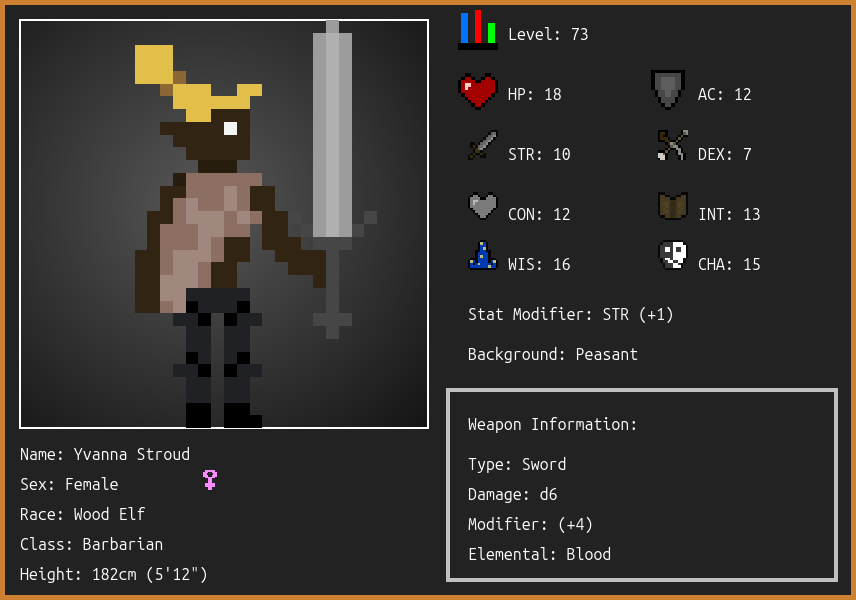 Level: 73
HP: 18
AC: 12
STR: 10
DEX: 7
CON: 12
INT: 13
WIS: 16
CHA: 15
Stat Modifier: STR (+1)
Background: Peasant
Weapon Information:
Type: Sword
Damage: d6
Modifier: (+4)
Elemental: Blood
Name: Yvanna Stroud
Sex: Female
Race: Wood Elf
Class: Barbarian
Height: 182cm (5'12")